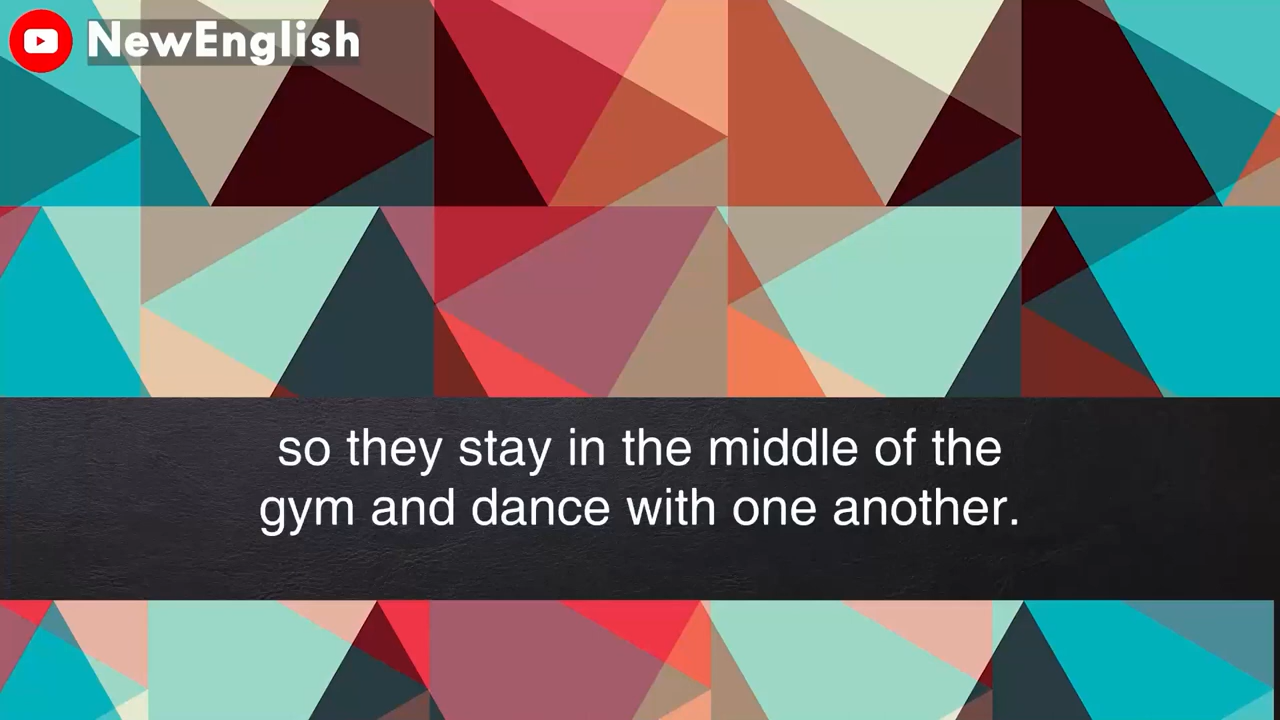 NewEnglish
so they stay in the middle of the
gym and dance with one another.